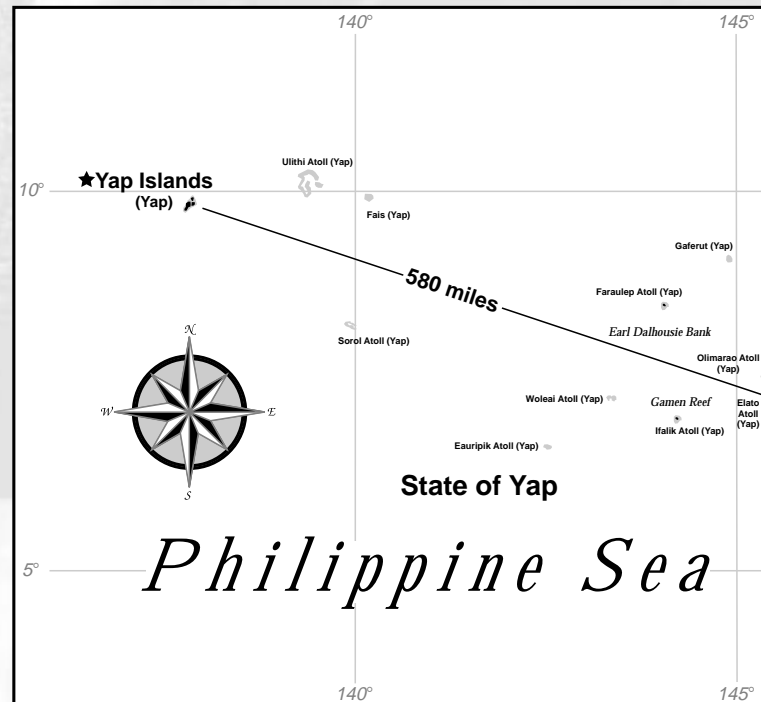 140°
145°
Ulithi Atoll (Yap)
10°
★Yap Islands
(Yap)
Fais (Yap)
Gaferut (Yap)
580 miles
Faraulep Atoll (Yap)
Earl Dalhousie Bank
Sorol Atoll (Yap)
Olimarao Atoll
(Yap)
N
W
E
S
Woleai Atoll (Yap)
Gamen Reef
Elato
Atoll
(Yap)
Ifalik Atoll (Yap)
Eauripik Atoll (Yap)
State of Yap
Philippine Sea
5°
140°
145°